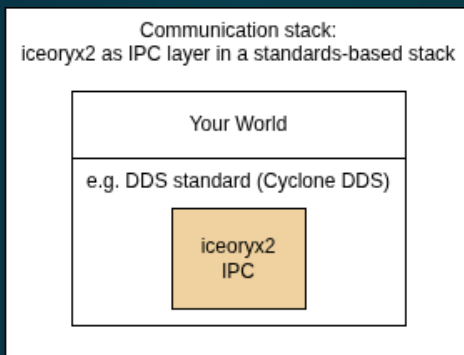 Communication stack:
iceoryx2 as IPC layer in a standards-based stack
Your World
e.g. DDS standard (Cyclone DDS)
iceoryx2
IPC